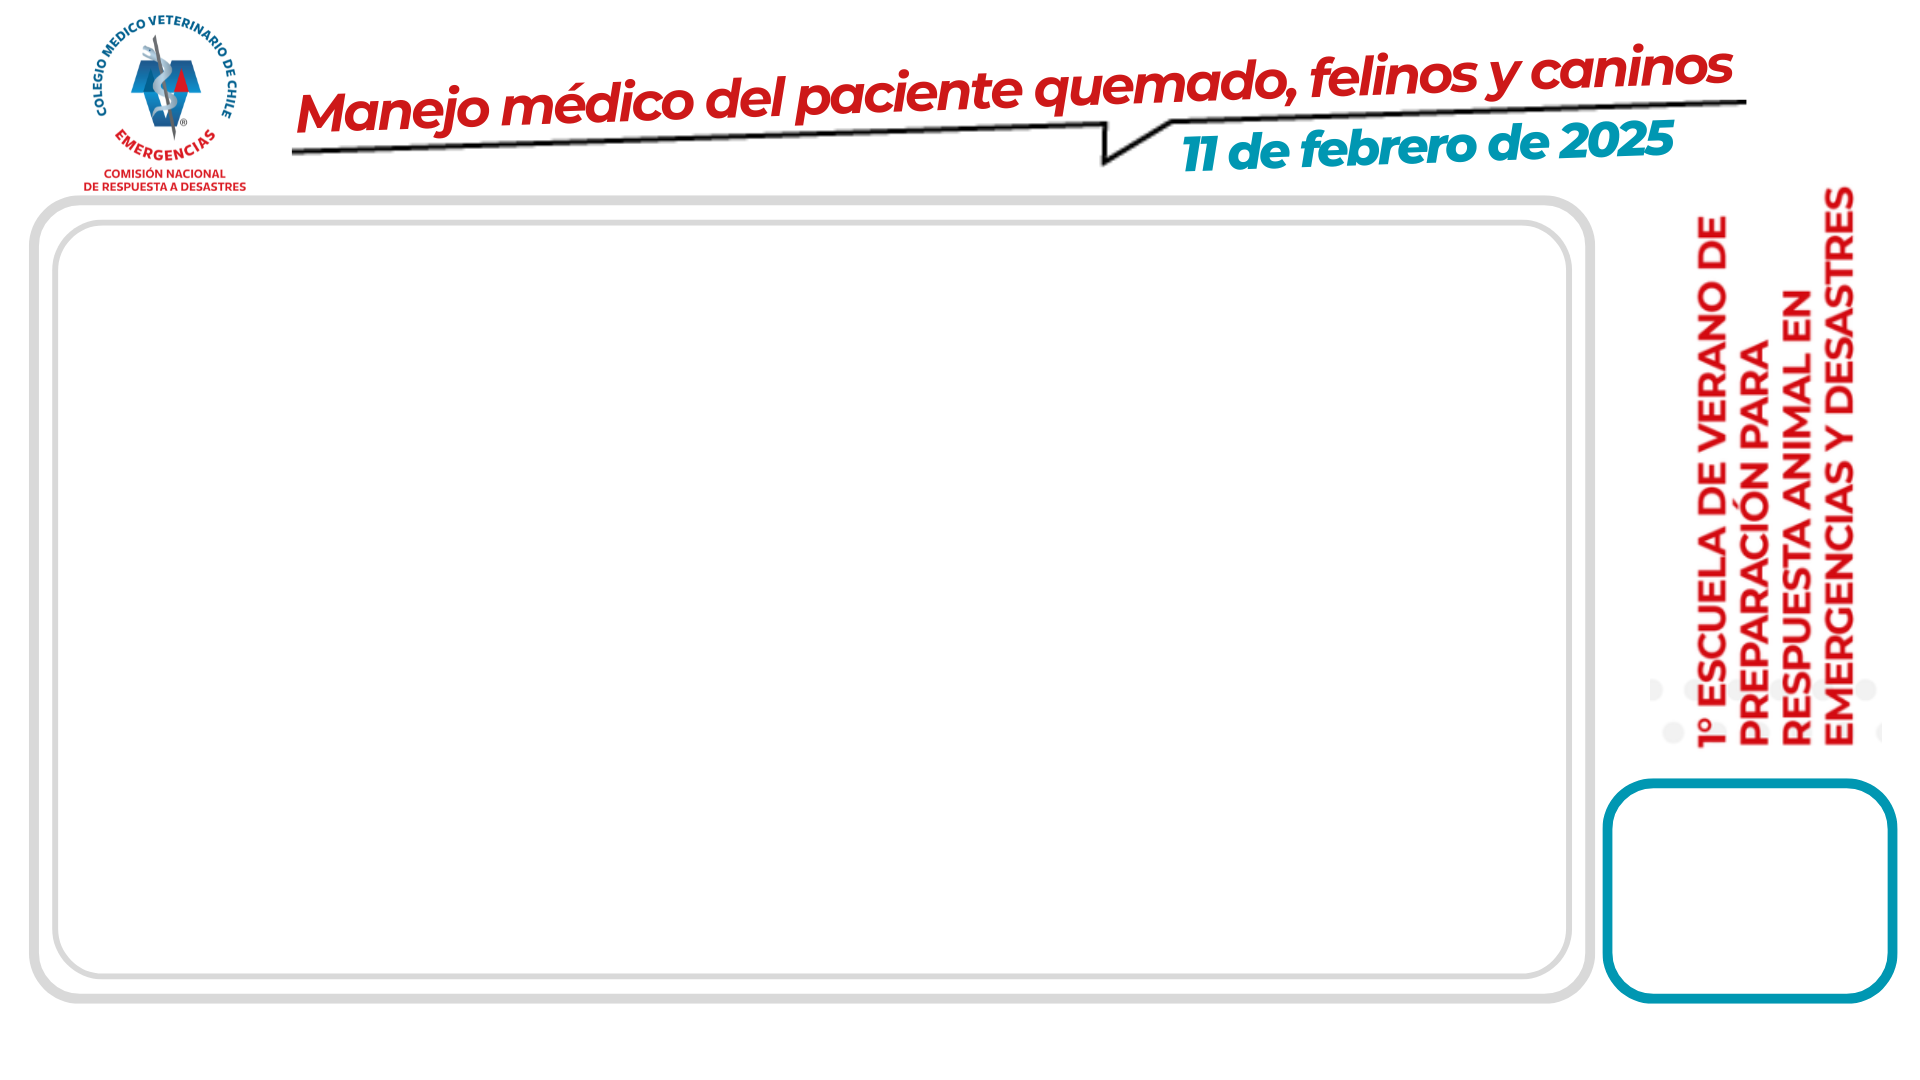 COLEGIO MEDICO VETERINARIO DE CHILE
®
EMERGENCIAS
COMISIÓN NACIONAL
DE RESPUESTA A DESASTRES
Manejo médico del paciente quemado, felinos y caninos
11 de febrero de 2025
1° ESCUELA DE VERANO DE
PREPARACIÓN PARA
RESPUESTA ANIMAL EN
EMERGENCIAS Y DESASTRES